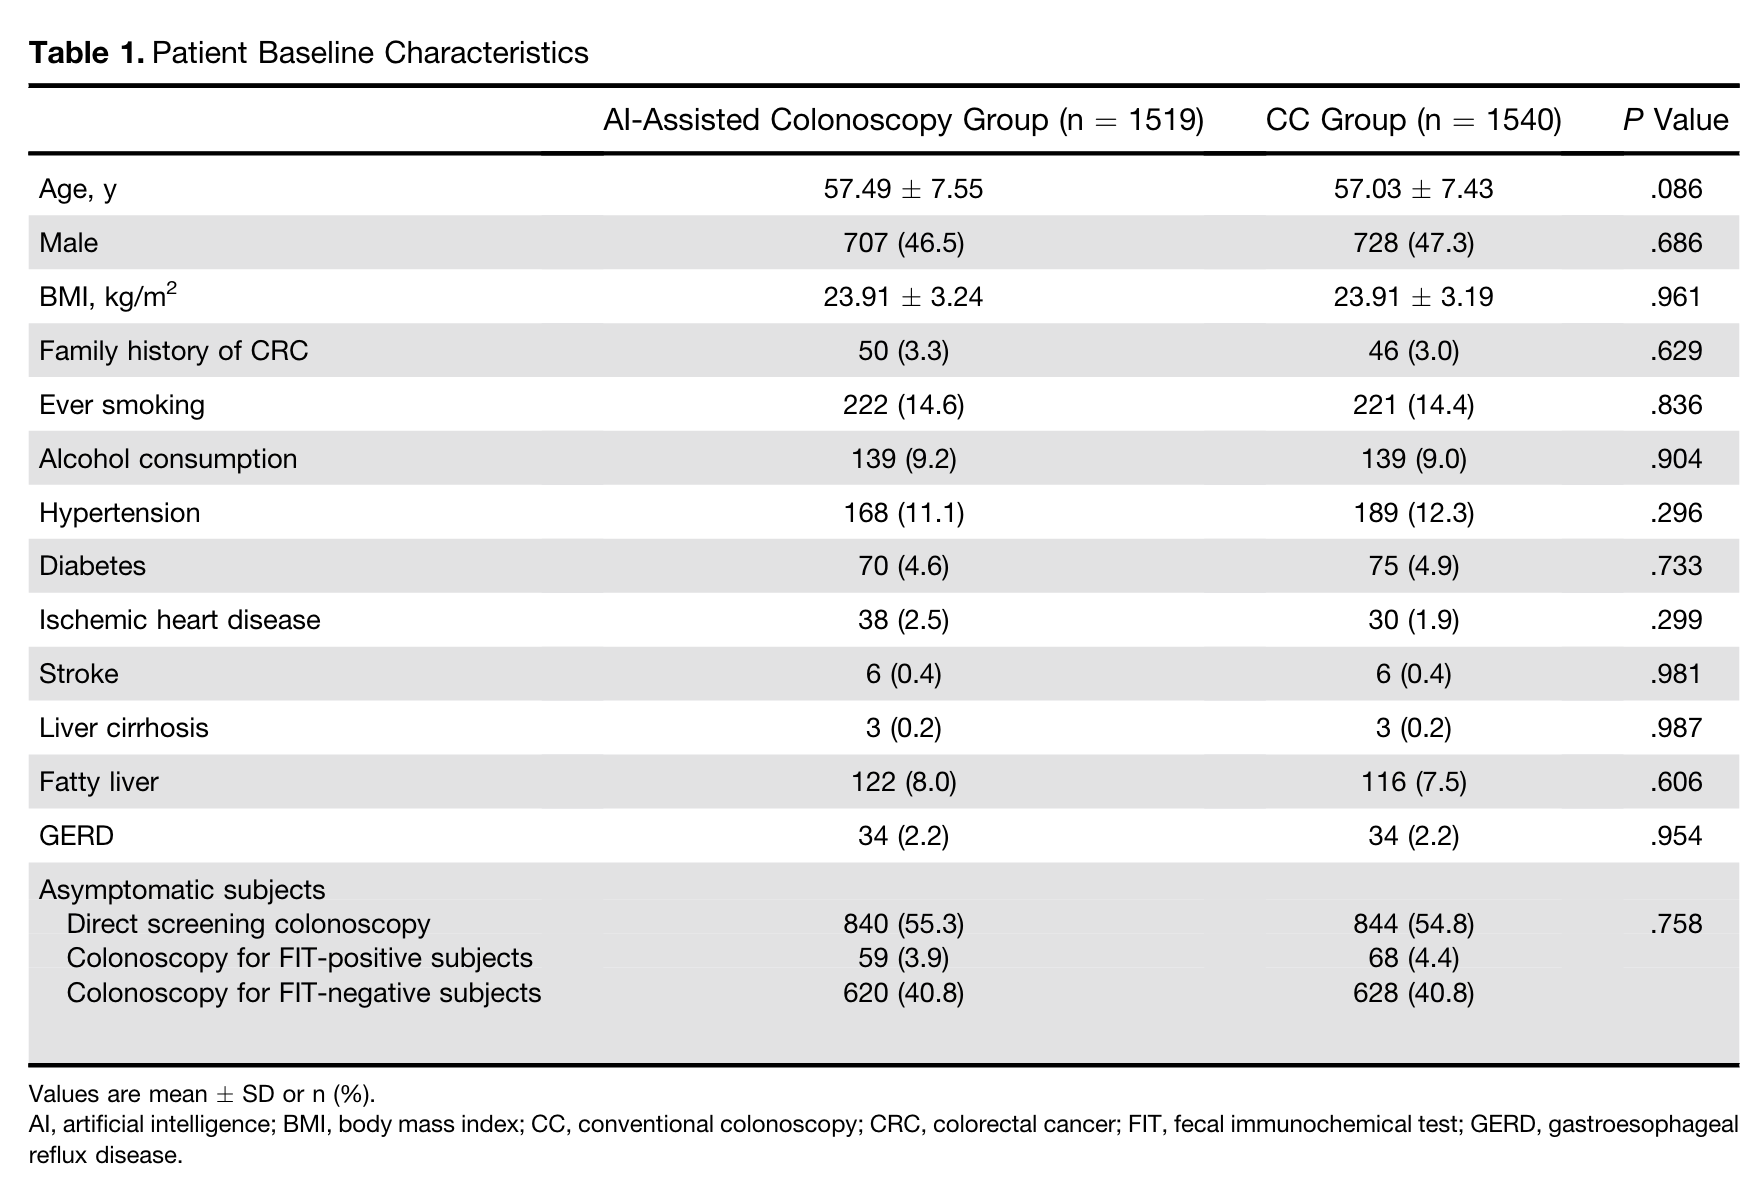 Table 1. Patient Baseline Characteristics
AI-Assisted Colonoscopy Group (n = 1519) CC Group (n = 1540) P Value
Age, y 57.49 ± 7.55 57.03 ± 7.43 .086
Male 707 (46.5) 728 (47.3) .686
BMI, kg/m² 23.91 ± 3.24 23.91 ± 3.19 .961
Family history of CRC 50 (3.3) 46 (3.0) .629
Ever smoking 222 (14.6) 221 (14.4) .836
Alcohol consumption 139 (9.2) 139 (9.0) .904
Hypertension 168 (11.1) 189 (12.3) .296
Diabetes 70 (4.6) 75 (4.9) .733
Ischemic heart disease 38 (2.5) 30 (1.9) .299
Stroke 6 (0.4) 6 (0.4) .981
Liver cirrhosis 3 (0.2) 3 (0.2) .987
Fatty liver 122 (8.0) 116 (7.5) .606
GERD 34 (2.2) 34 (2.2) .954
Asymptomatic subjects
Direct screening colonoscopy 840 (55.3) 844 (54.8) .758
Colonoscopy for FIT-positive subjects 59 (3.9) 68 (4.4)
Colonoscopy for FIT-negative subjects 620 (40.8) 628 (40.8)
Values are mean ± SD or n (%).
AI, artificial intelligence; BMI, body mass index; CC, conventional colonoscopy; CRC, colorectal cancer; FIT, fecal immunochemical test; GERD, gastroesophageal
reflux disease.